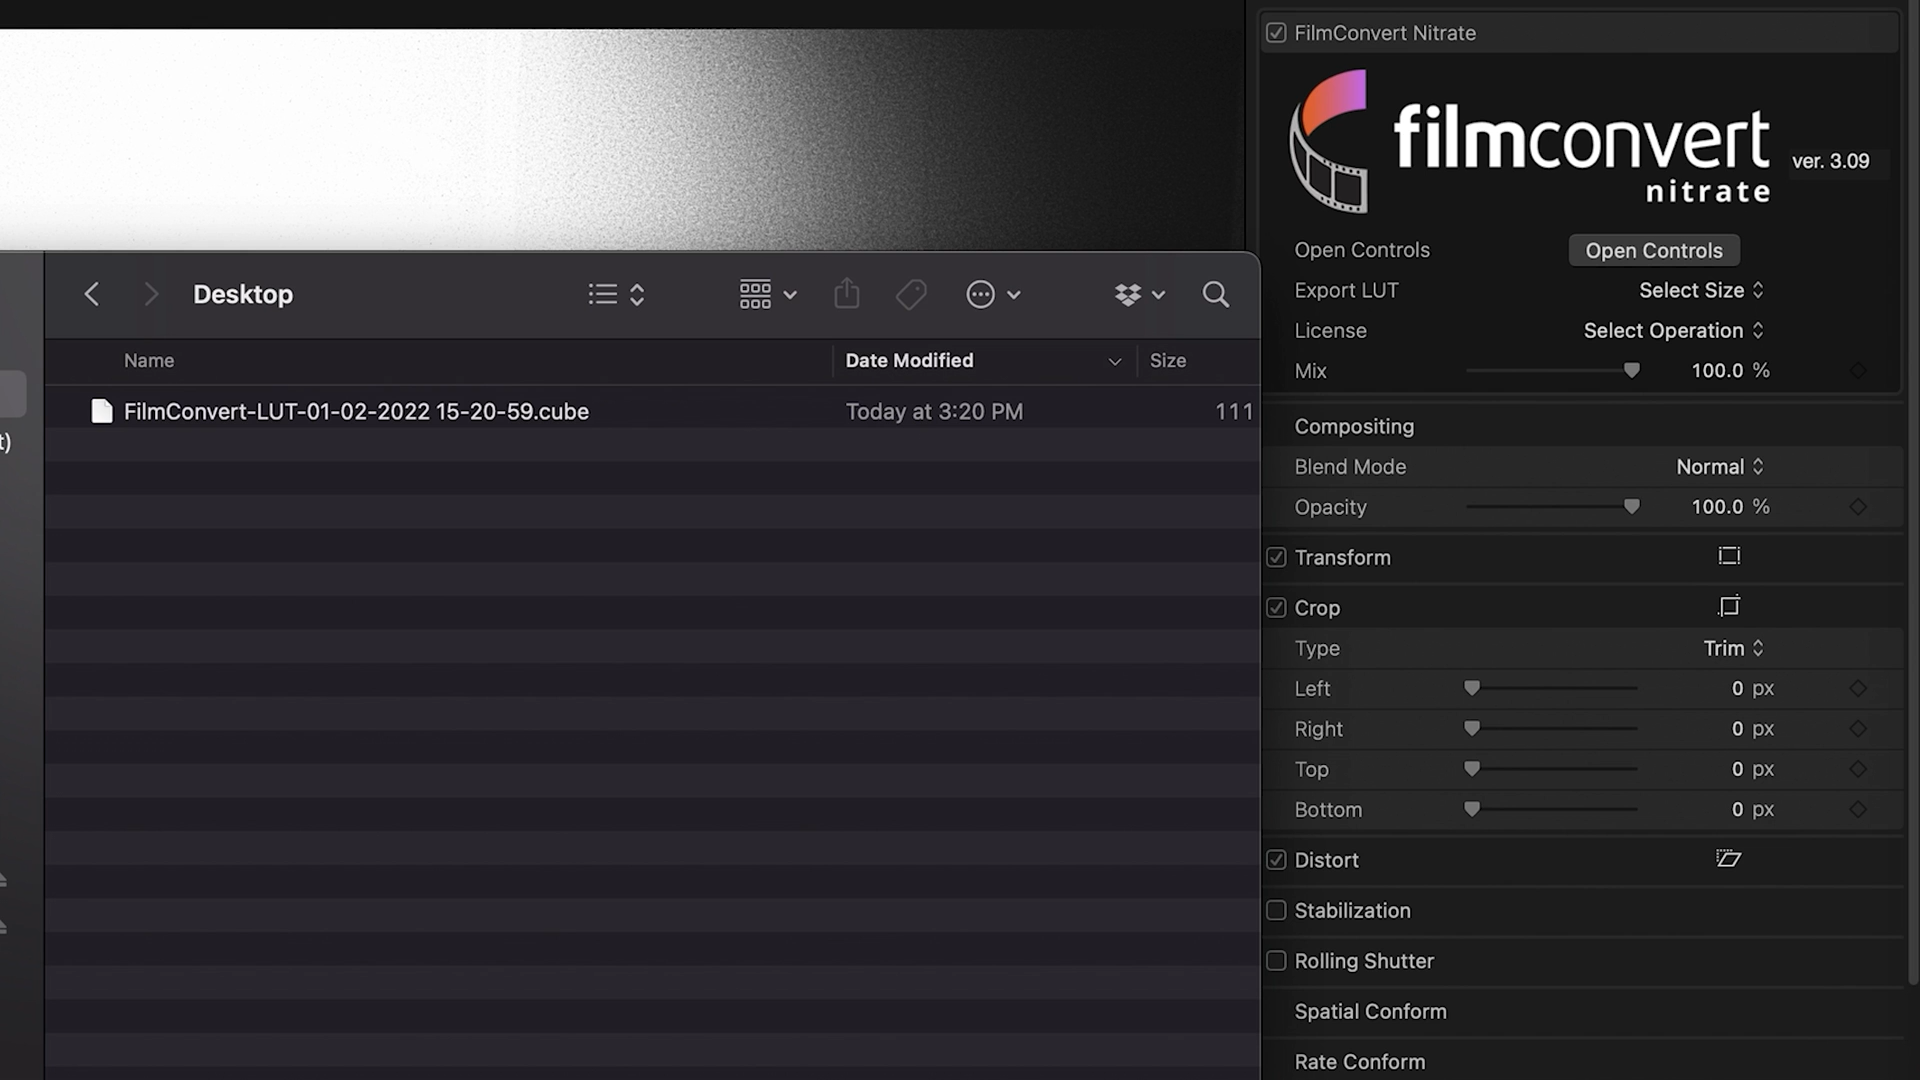 FilmConvert Nitrate
filmconvert
nitrate
ver. 3.09
Open Controls Open Controls
Export LUT Select Size
License Select Operation
Mix 100.0 %
Compositing
Blend Mode Normal
Opacity 100.0 %
Transform
Crop
Type Trim
Left 0 px
Right 0 px
Top 0 px
Bottom 0 px
Distort
Stabilization
Rolling Shutter
Spatial Conform
Rate Conform
Desktop
Name Date Modified Size
FilmConvert-LUT-01-02-2022 15-20-59.cube Today at 3:20 PM 111
t)